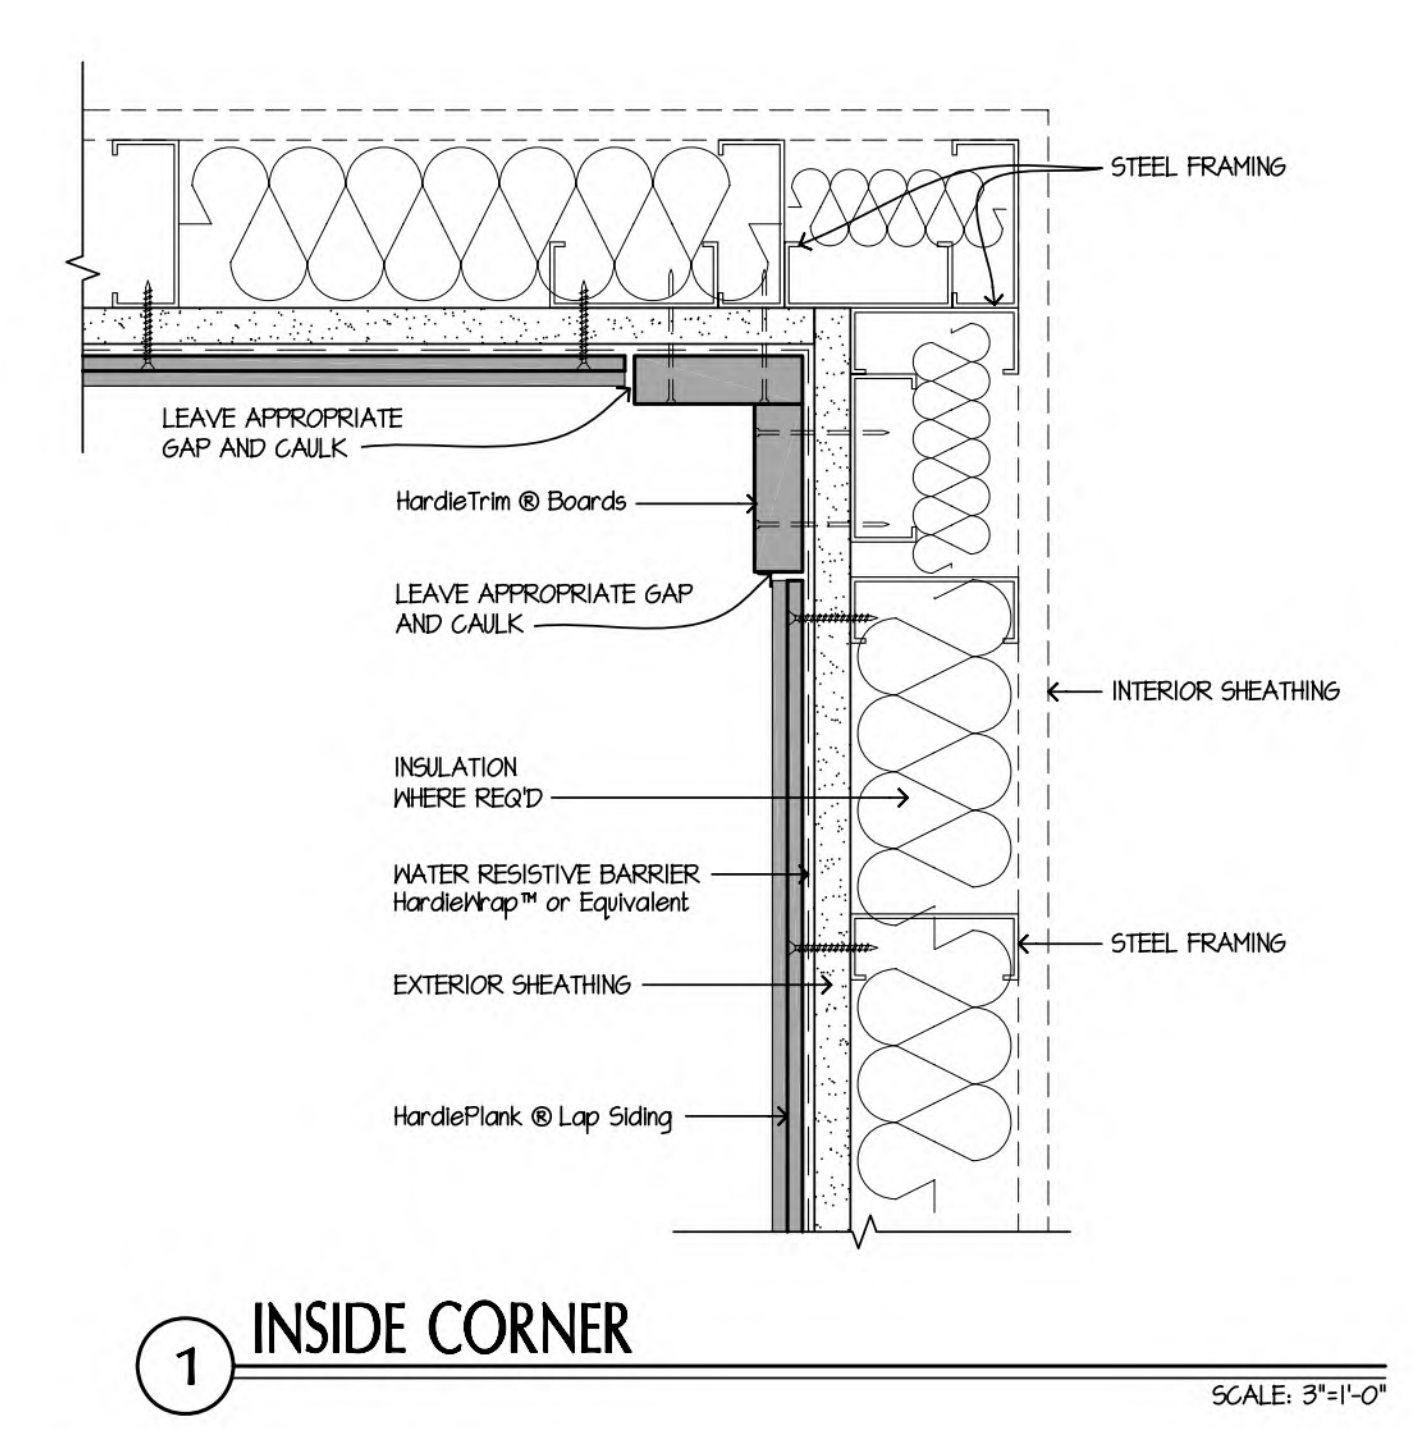 STEEL FRAMING
LEAVE APPROPRIATE
GAP AND CAULK
HardieTrim ® Boards
LEAVE APPROPRIATE GAP
AND CAULK
INTERIOR SHEATHING
INSULATION
WHERE REQ'D
WATER RESISTIVE BARRIER
HardieWrap™ or Equivalent
STEEL FRAMING
EXTERIOR SHEATHING
HardiePlank ® Lap Siding
1
INSIDE CORNER
SCALE: 3"=1'-0"